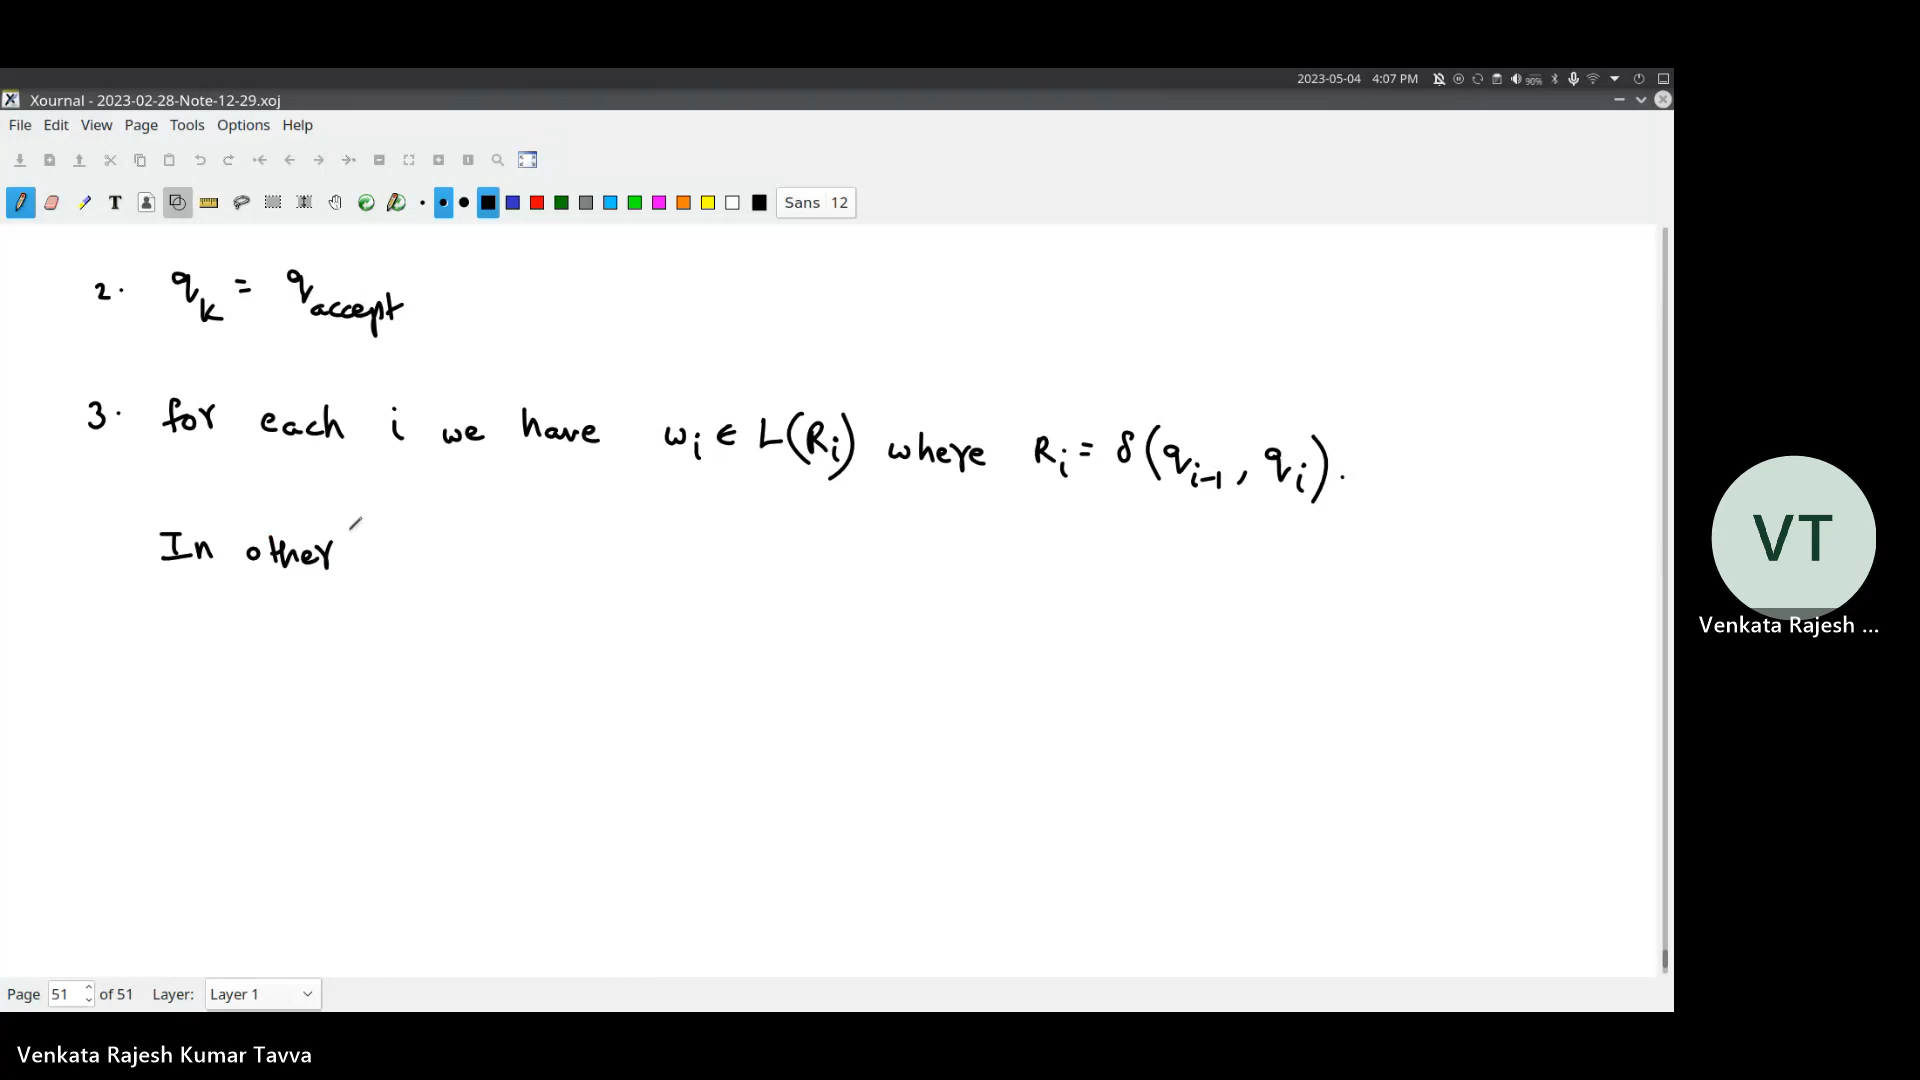 2023-05-04 4:07 PM 90%
Xournal - 2023-02-28-Note-12-29.xoj
File Edit View Page Tools Options Help
T Sans 12
2. q_k = q_accept
3. for each i we have w_i ∈ L(R_i) where R_i = δ(q_{i-1}, q_i).
In other
VT
Venkata Rajesh ...
Page 51 of 51 Layer: Layer 1
Venkata Rajesh Kumar Tavva